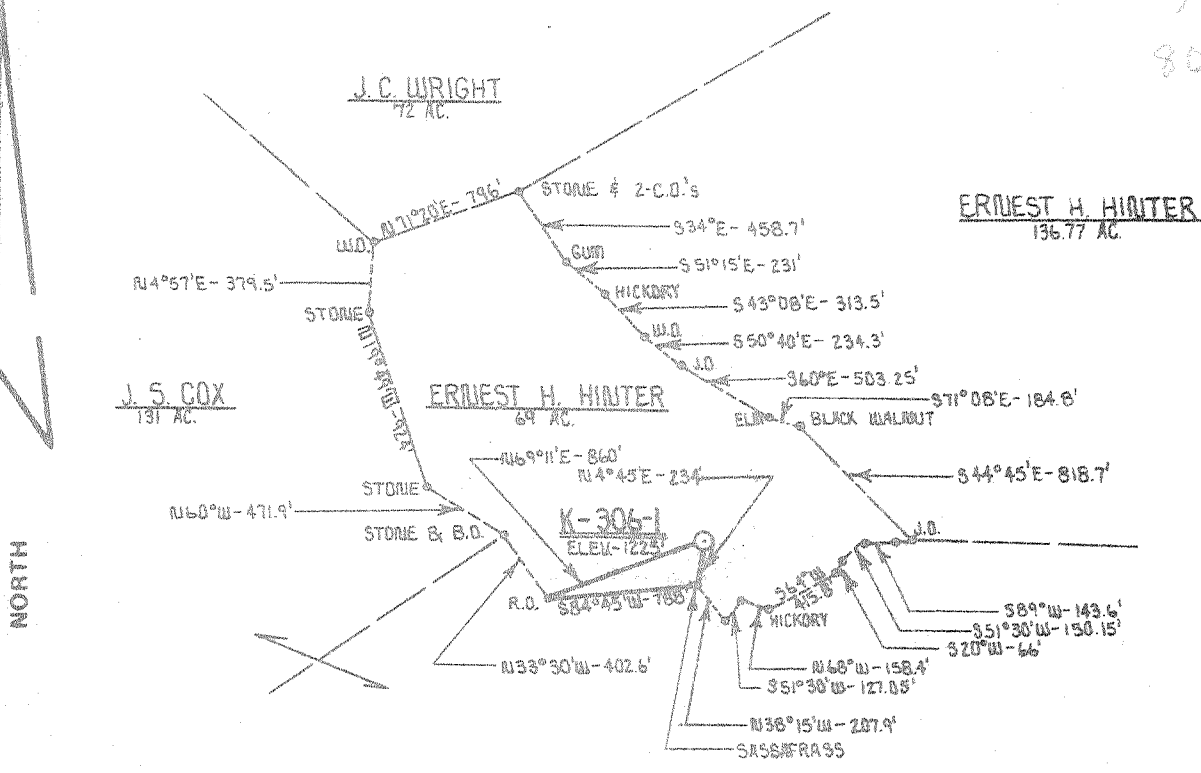 J. C. WRIGHT
72 AC.
N71°20'E- 796'
STONE & 2-C.O.'s
ERNEST H. HINTER
136.77 AC.
S34°E- 458.7'
W.O.
GUM
S51°15'E- 231'
N4°57'E- 379.5'
HICKORY
S43°08'E- 313.5'
STONE
W.O.
S50°40'E- 234.3'
J.O.
S60°E-503.25'
J. S. COX
131 AC.
ERNEST H. HINTER
69 AC.
S71°08'E- 184.8'
ELM
BLACK WALNUT
N69°11'E- 860'
N4°45'E- 234'
S44°45'E- 818.7'
STONE
N60°W-471.9'
STONE & B.O.
K-306-1
ELEV-1225'
J.O.
NORTH
R.O.
S84°45'W-788'
S64°W
415.8'
HICKORY
S89°W-143.6'
S51°30'W-130.15'
S20°W-66'
N33°30'W-402.6'
N68°W-158.4'
S51°30'W-127.05'
N38°15'W-207.9'
SASSAFRASS